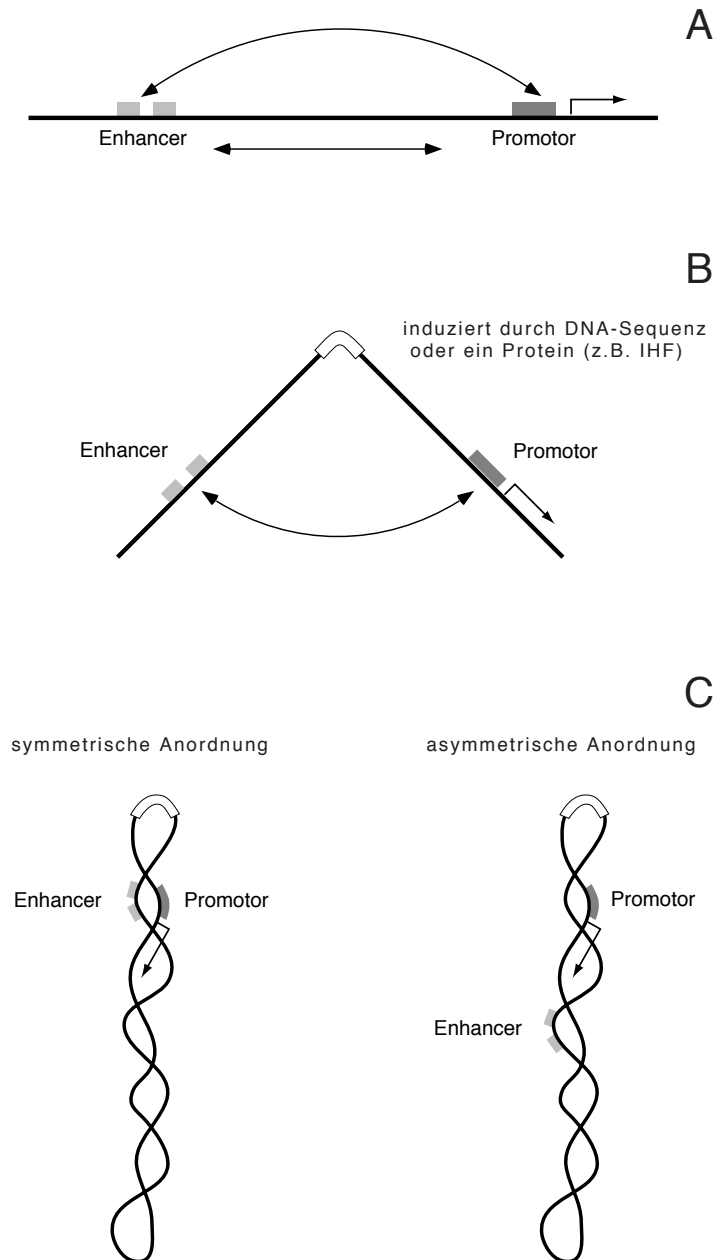 A
Enhancer
Promotor
B
induziert durch DNA-Sequenz
oder ein Protein (z.B. IHF)
Enhancer
Promotor
C
symmetrische Anordnung
asymmetrische Anordnung
Enhancer
Promotor
Promotor
Enhancer